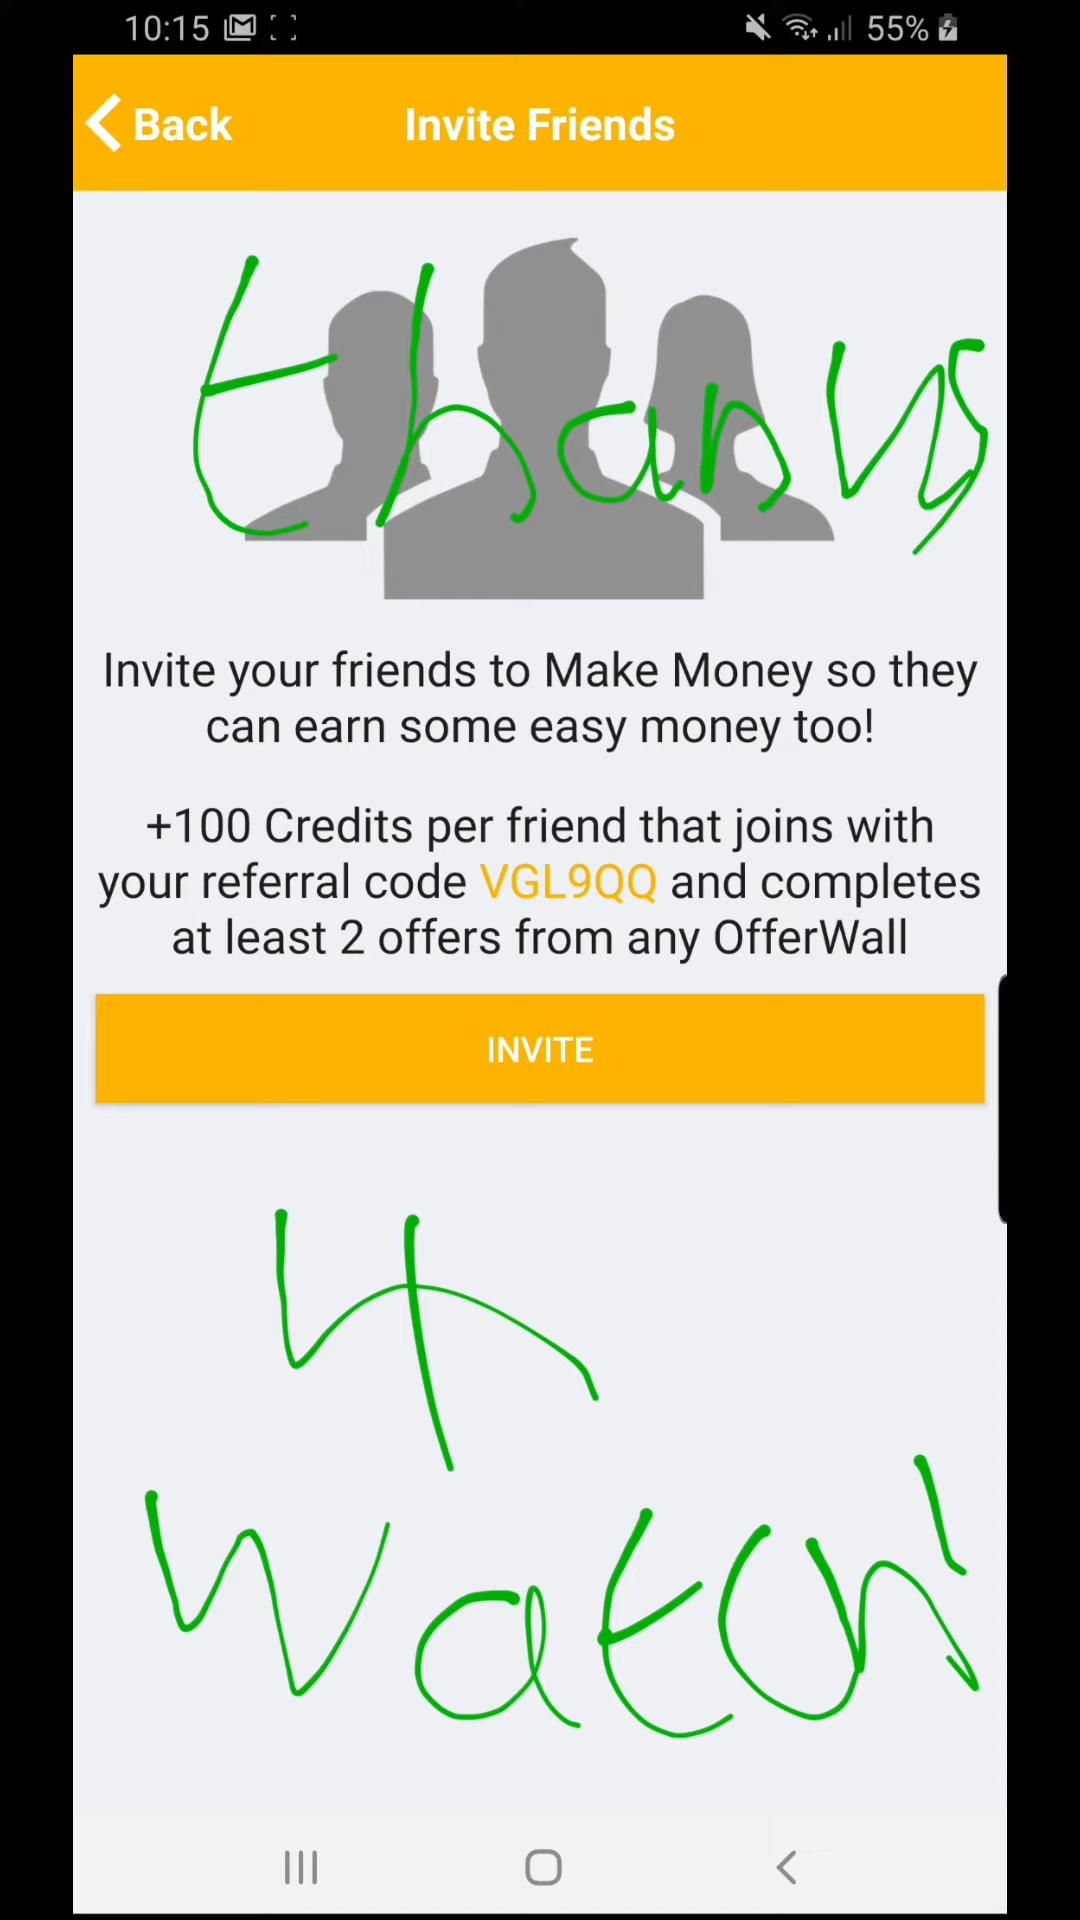 10:15 55%
Back Invite Friends
thanks
Invite your friends to Make Money so they
can earn some easy money too!
+100 Credits per friend that joins with
your referral code VGL9QQ and completes
at least 2 offers from any OfferWall
INVITE
4
watch